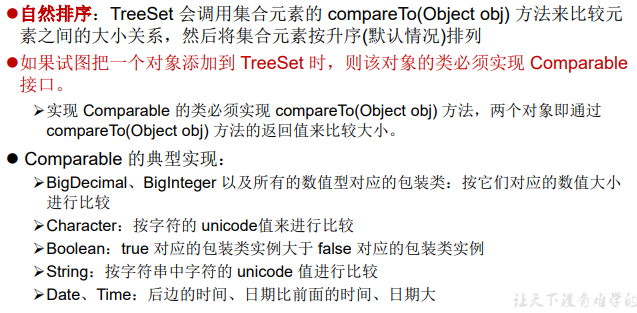 ●自然排序：TreeSet 会调用集合元素的 compareTo(Object obj) 方法来比较元
素之间的大小关系，然后将集合元素按升序(默认情况)排列
●如果试图把一个对象添加到 TreeSet 时，则该对象的类必须实现 Comparable
接口。
➢实现 Comparable 的类必须实现 compareTo(Object obj) 方法，两个对象即通过
compareTo(Object obj) 方法的返回值来比较大小。
● Comparable 的典型实现：
➢BigDecimal、BigInteger 以及所有的数值型对应的包装类：按它们对应的数值大小
进行比较
➢Character：按字符的 unicode值来进行比较
➢Boolean：true 对应的包装类实例大于 false 对应的包装类实例
➢String：按字符串中字符的 unicode 值进行比较
➢Date、Time：后边的时间、日期比前面的时间、日期大
让天下没有难学的